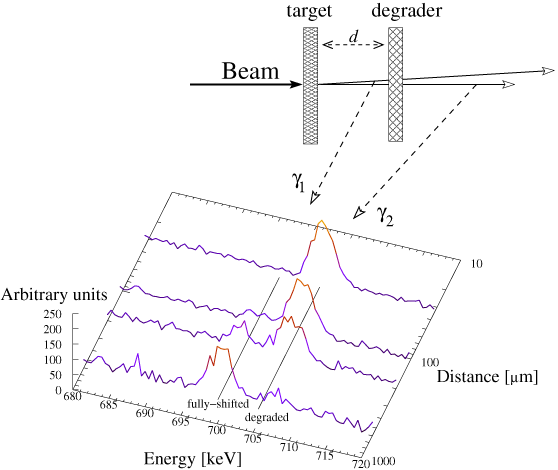 target
degrader
d
Beam
γ1
γ2
10
Arbitrary units
250
200
150
100
50
0
100
Distance [μm]
1000
680
685
690
695
700
705
710
715
720
fully−shifted
degraded
Energy [keV]